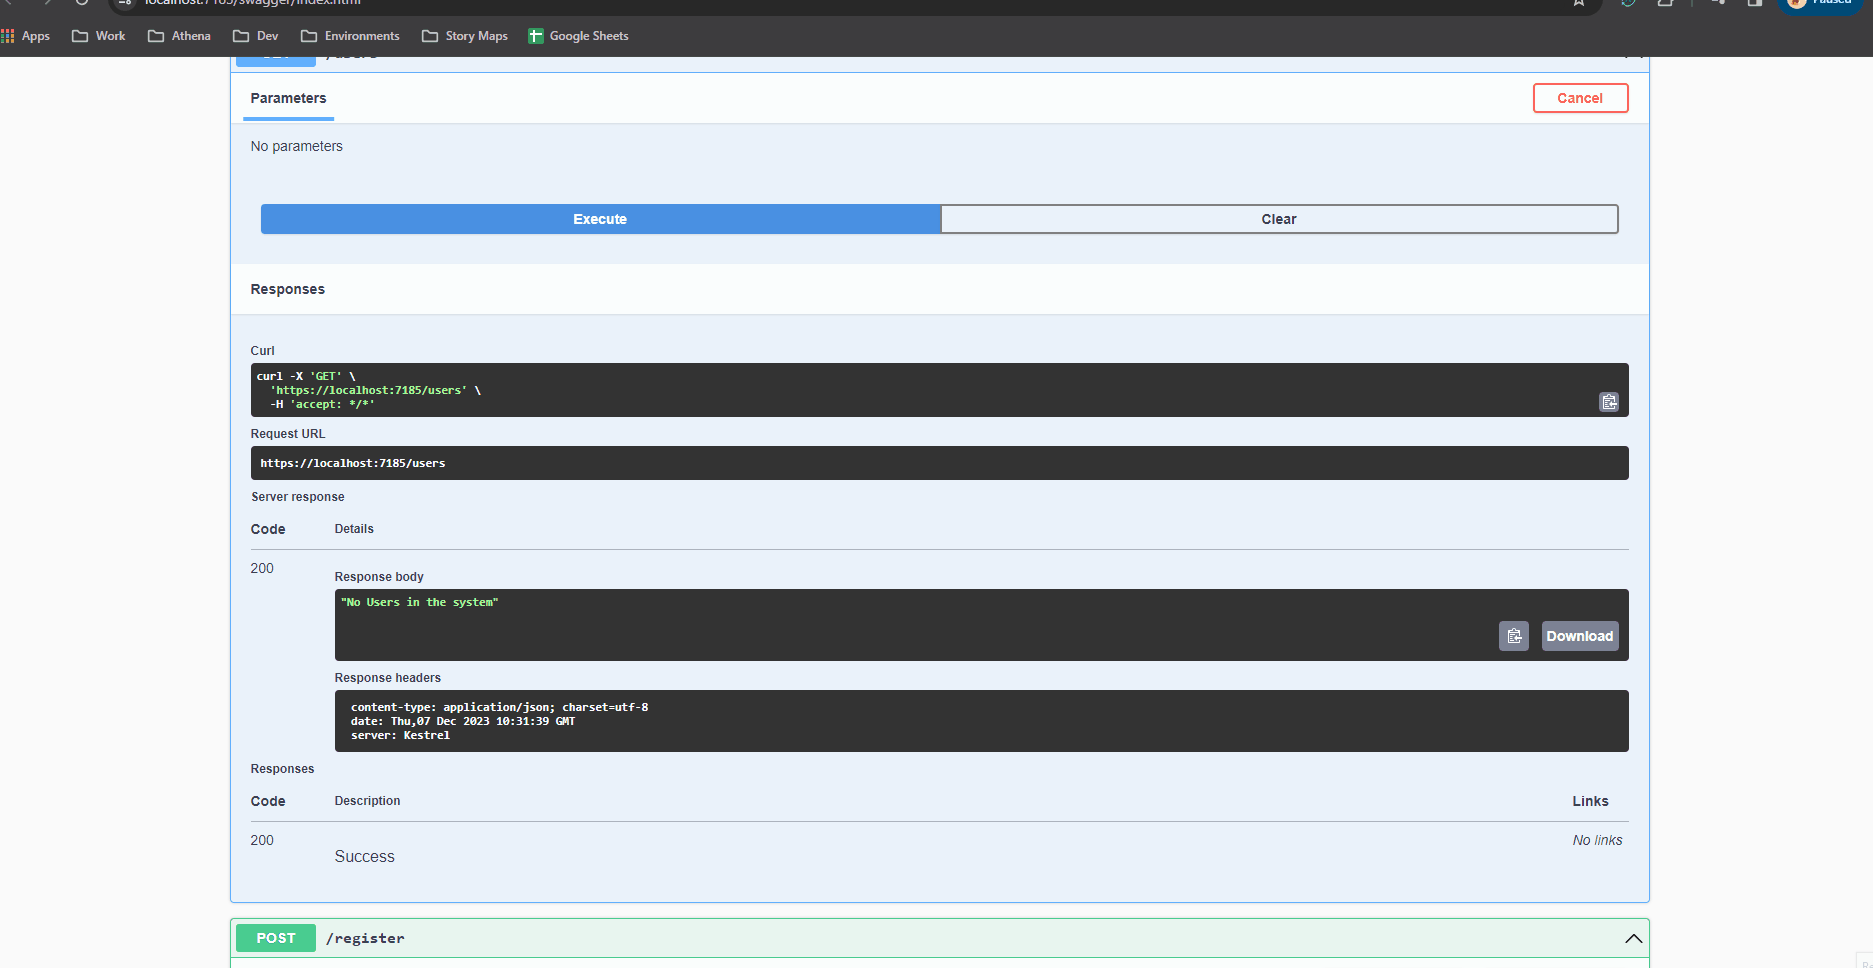 localhost:7185/swagger/index.html
Paused
Apps Work Athena Dev Environments Story Maps Google Sheets
/users
Parameters
Cancel
No parameters
Execute
Clear
Responses
Curl
curl -X 'GET' \
'https://localhost:7185/users' \
-H 'accept: */*'
Request URL
https://localhost:7185/users
Server response
Code Details
200
Response body
"No Users in the system"
Download
Response headers
content-type: application/json; charset=utf-8
date: Thu,07 Dec 2023 10:31:39 GMT
server: Kestrel
Responses
Code Description Links
200
Success
No links
POST /register